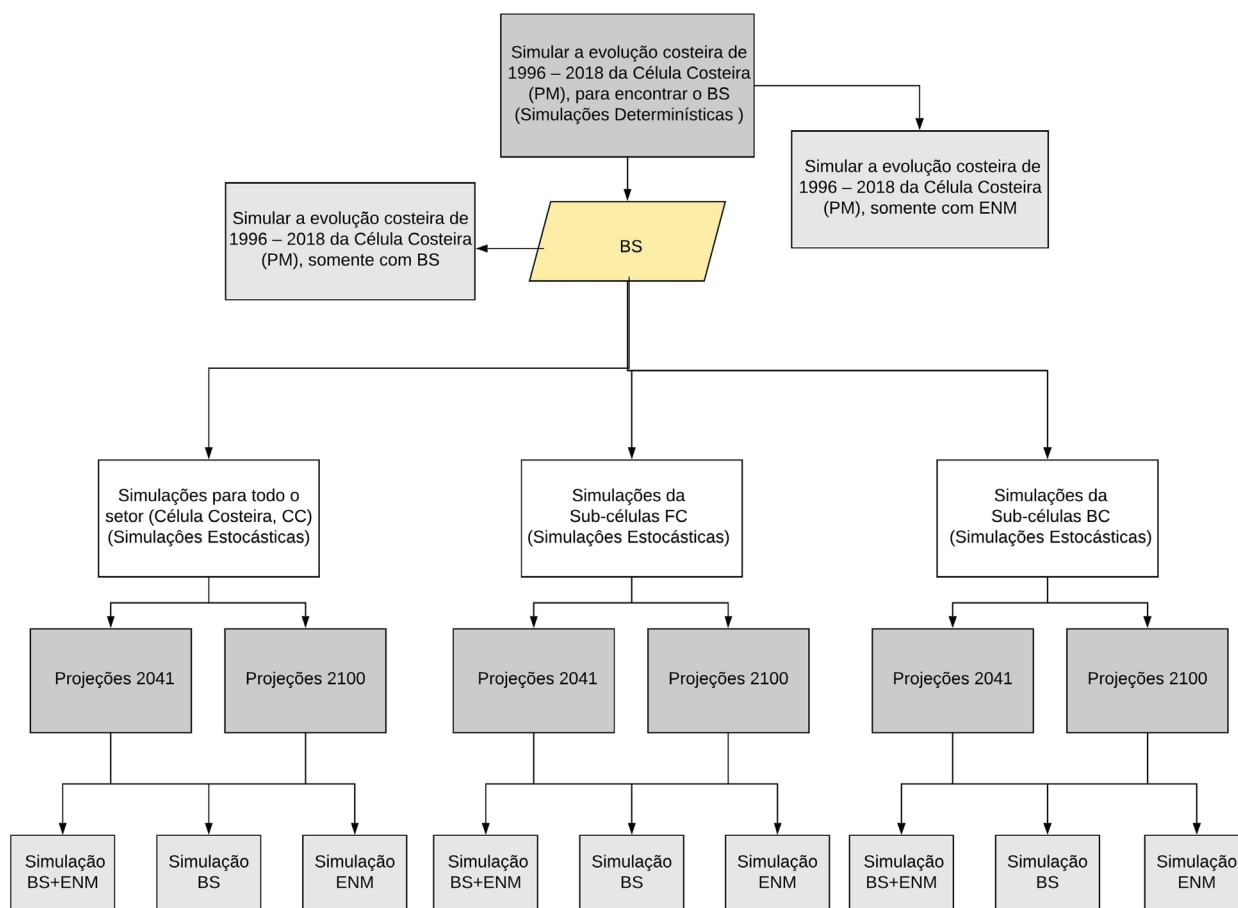 Simular a evolução costeira de
1996 – 2018 da Célula Costeira
(PM), para encontrar o BS
(Simulações Determinísticas )
Simular a evolução costeira de
1996 – 2018 da Célula Costeira
(PM), somente com ENM
Simular a evolução costeira de
1996 – 2018 da Célula Costeira
(PM), somente com BS
BS
Simulações para todo o
setor (Célula Costeira, CC)
(Simulaçôes Estocásticas)
Simulações da
Sub-células FC
(Simulaçôes Estocásticas)
Simulações da
Sub-células BC
(Simulações Estocásticas)
Projeções 2041
Projeções 2100
Projeções 2041
Projeções 2100
Projeções 2041
Projeções 2100
Simulação
BS+ENM
Simulação
BS
Simulação
ENM
Simulação
BS+ENM
Simulação
BS
Simulação
ENM
Simulação
BS+ENM
Simulação
BS
Simulação
ENM